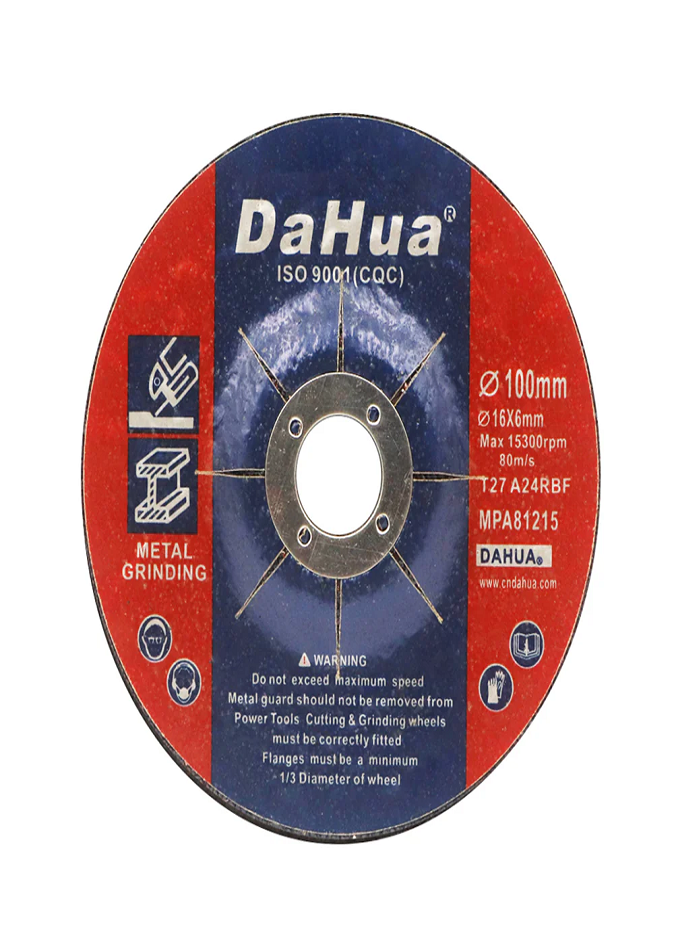 DaHua®
ISO 9001(CQC)
METAL
GRINDING
Ø 100mm
Ø16X6mm
Max 15300rpm
80m/s
T27 A24RBF
MPA81215
DAHUA®
www.cndahua.com
⚠ WARNING
Do not exceed maximum speed
Metal guard should not be removed from
Power Tools Cutting & Grinding wheels
must be correctly fitted
Flanges must be a minimum
1/3 Diameter of wheel